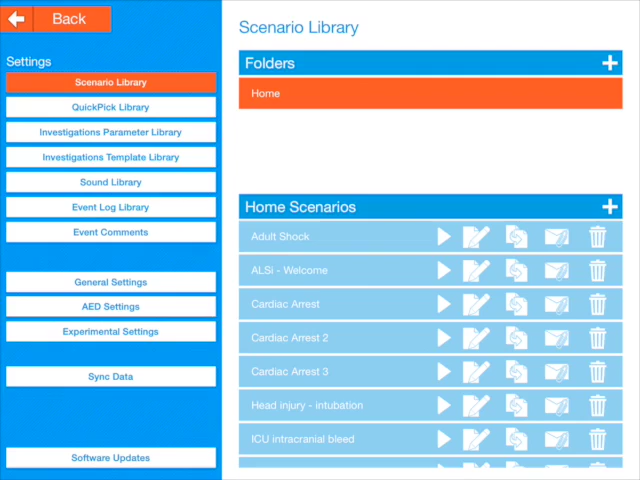 Back
Settings
Scenario Library
QuickPick Library
Investigations Parameter Library
Investigations Template Library
Sound Library
Event Log Library
Event Comments
General Settings
AED Settings
Experimental Settings
Sync Data
Software Updates
Scenario Library
Folders
Home
Home Scenarios
Adult Shock
ALSi - Welcome
Cardiac Arrest
Cardiac Arrest 2
Cardiac Arrest 3
Head injury - intubation
ICU intracranial bleed